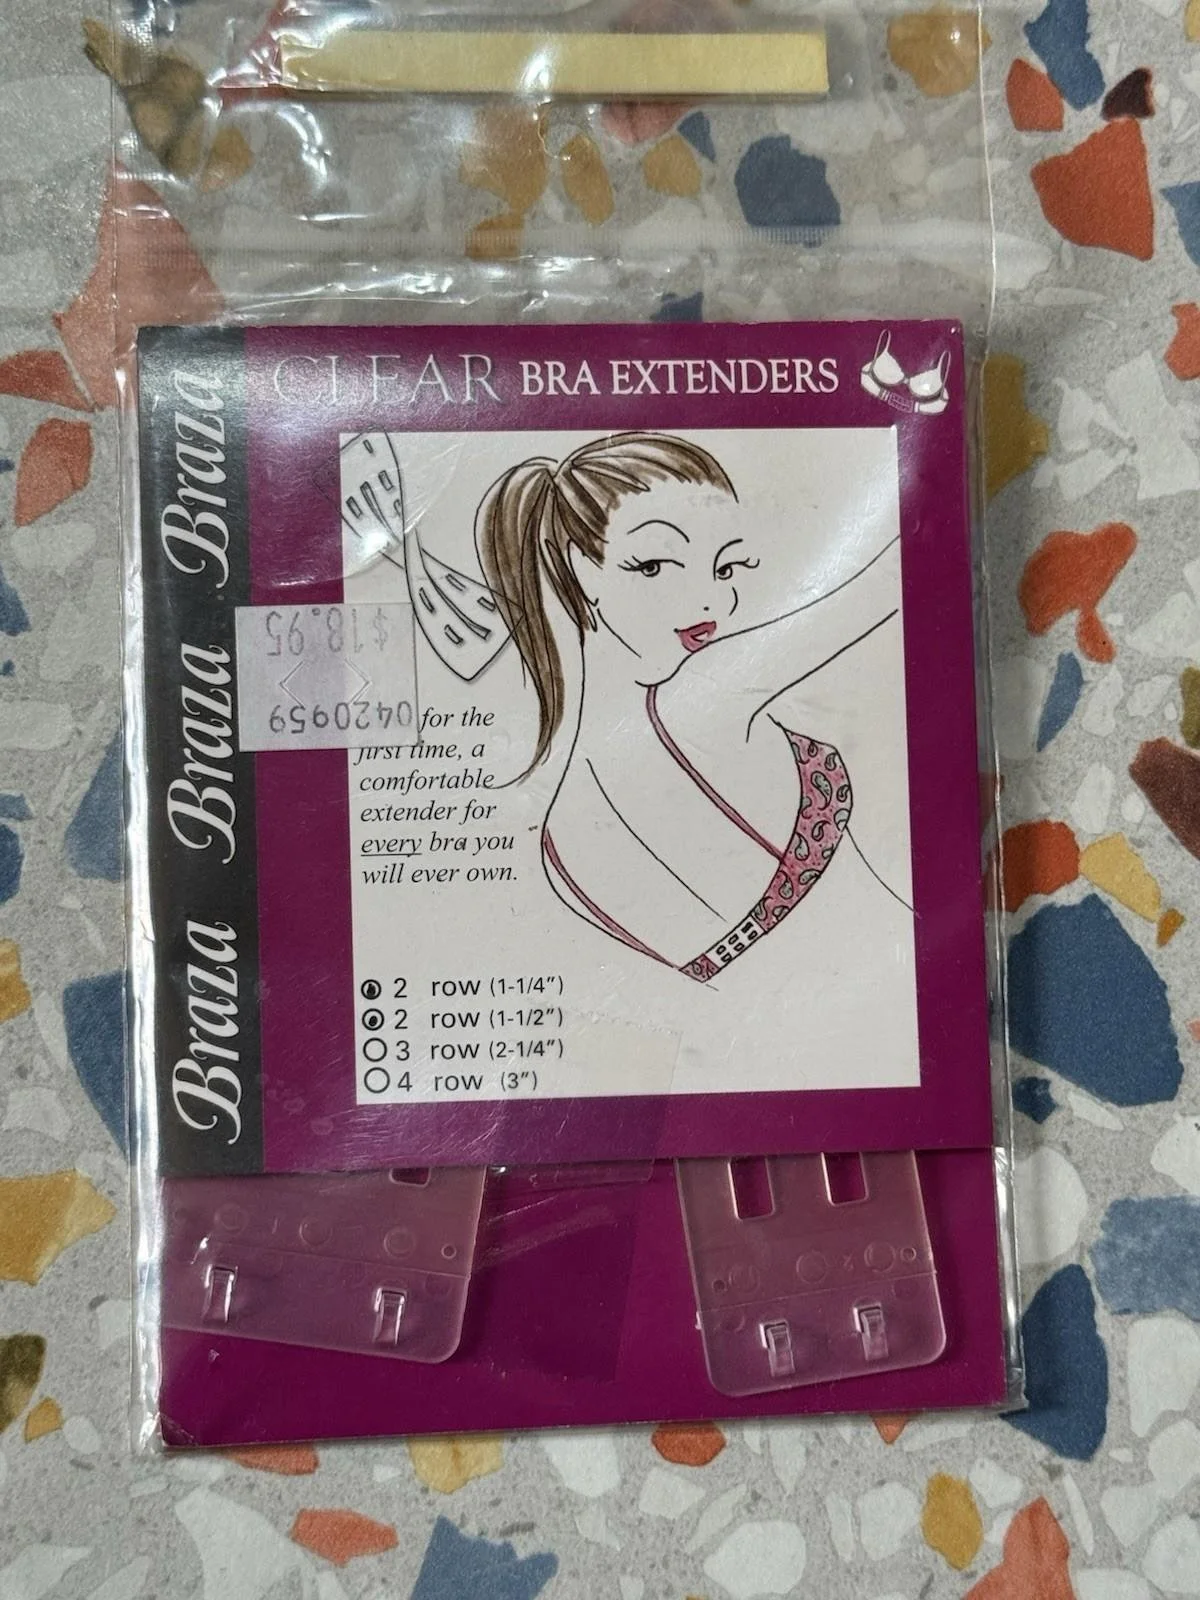 CLEAR BRA EXTENDERS
Braza Braza Braza
$18.95
0420959
for the
first time, a
comfortable
extender for
every bra you
will ever own.
2 row (1-1/4")
2 row (1-1/2")
3 row (2-1/4")
4 row (3")